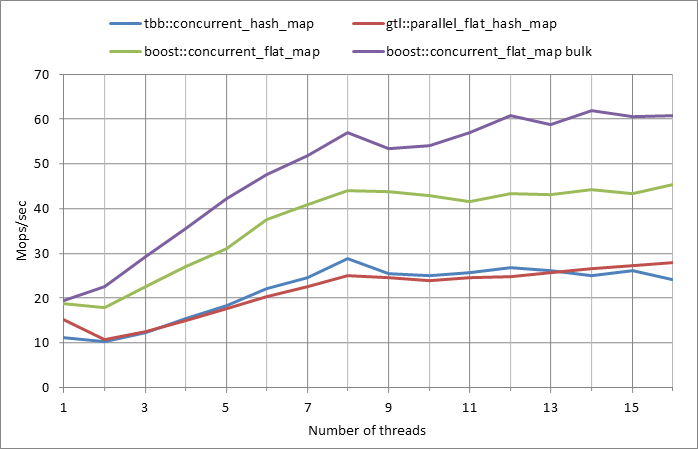 tbb::concurrent_hash_map gtl::parallel_flat_hash_map
boost::concurrent_flat_map boost::concurrent_flat_map bulk
70
60
50
40
30
20
10
0
Mops/sec
1 3 5 7 9 11 13 15
Number of threads